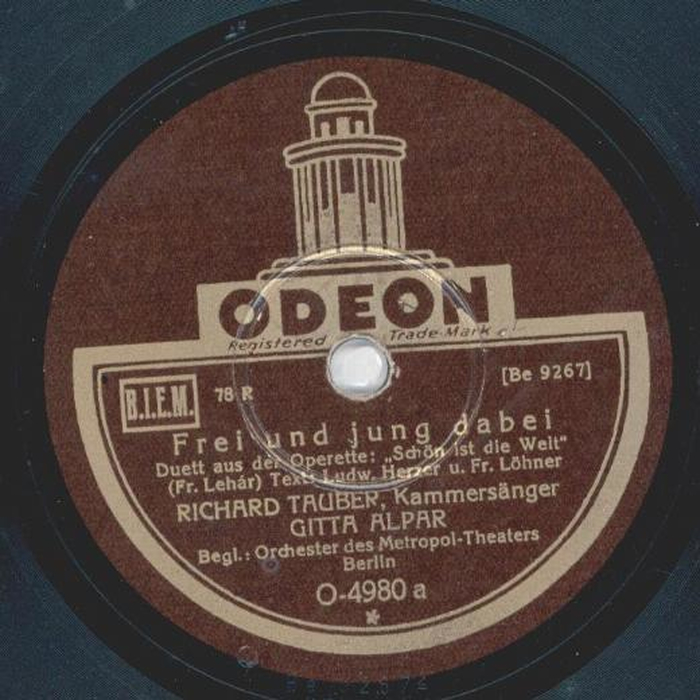 ODEON
Registered Trade-Mark
B.I.E.M. 78 R [Be 9267]
Frei und jung dabei
Duett aus der Operette: „Schön ist die Welt"
(Fr. Lehár) Text: Ludw. Herzer u. Fr. Löhner
RICHARD TAUBER, Kammersänger
GITTA ALPAR
Begl.: Orchester des Metropol-Theaters
Berlin
O-4980 a
*